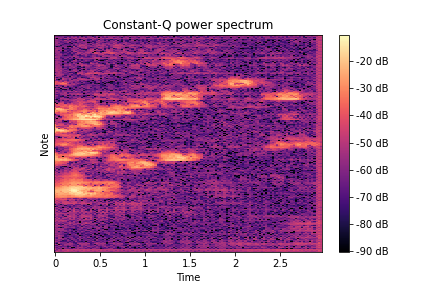 Constant-Q power spectrum
-20 dB
-30 dB
-40 dB
-50 dB
-60 dB
-70 dB
-80 dB
-90 dB
Note
0 0.5 1 1.5 2 2.5
Time